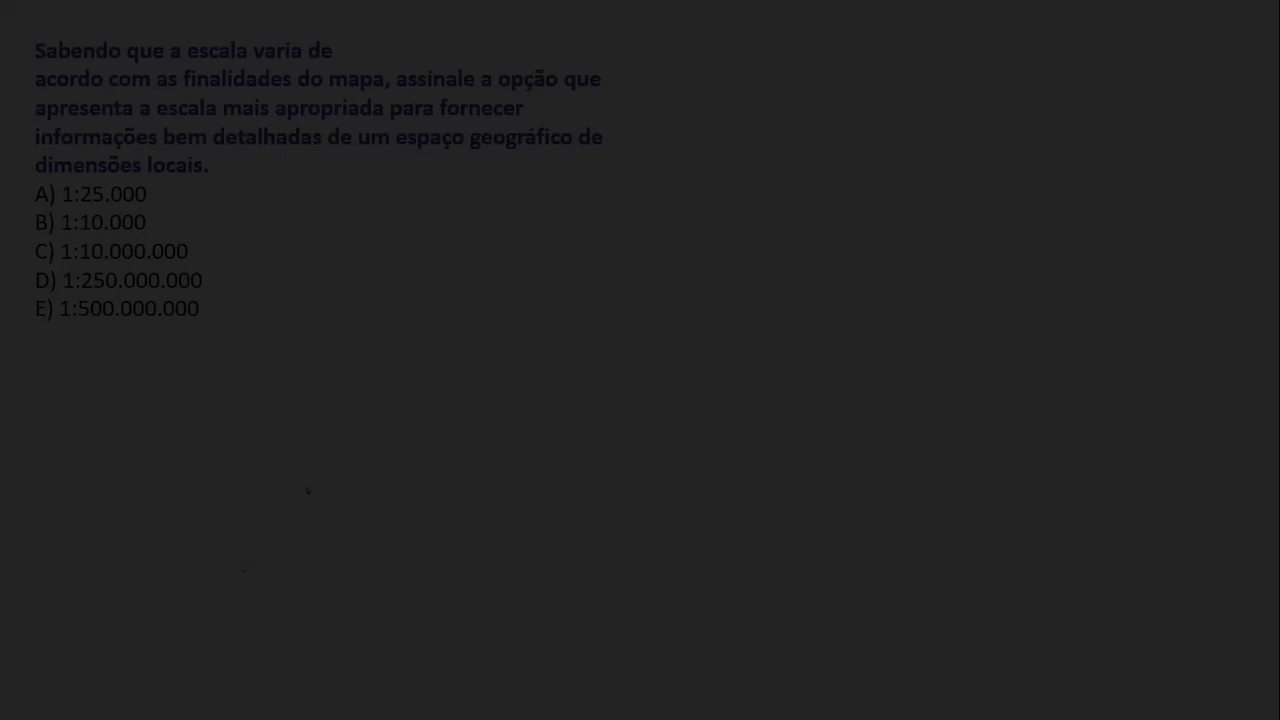 Sabendo que a escala varia de
acordo com as finalidades do mapa, assinale a opção que
apresenta a escala mais apropriada para fornecer
informações bem detalhadas de um espaço geográfico de
dimensões locais.
A) 1:25.000
B) 1:10.000
C) 1:10.000.000
D) 1:250.000.000
E) 1:500.000.000